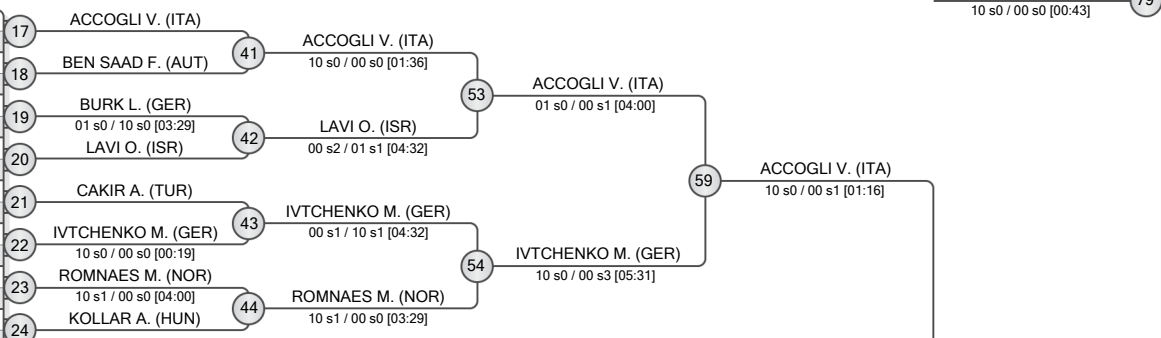 79
10 s0 / 00 s0 [00:43]
17
ACCOGLI V. (ITA)
18
BEN SAAD F. (AUT)
41
ACCOGLI V. (ITA)
10 s0 / 00 s0 [01:36]
19
BURK L. (GER)
01 s0 / 10 s0 [03:29]
20
LAVI O. (ISR)
42
LAVI O. (ISR)
00 s2 / 01 s1 [04:32]
53
ACCOGLI V. (ITA)
01 s0 / 00 s1 [04:00]
21
CAKIR A. (TUR)
22
IVTCHENKO M. (GER)
10 s0 / 00 s0 [00:19]
43
IVTCHENKO M. (GER)
00 s1 / 10 s1 [04:32]
23
ROMNAES M. (NOR)
10 s1 / 00 s0 [04:00]
24
KOLLAR A. (HUN)
44
ROMNAES M. (NOR)
10 s1 / 00 s0 [03:29]
54
IVTCHENKO M. (GER)
10 s0 / 00 s3 [05:31]
59
ACCOGLI V. (ITA)
10 s0 / 00 s1 [01:16]